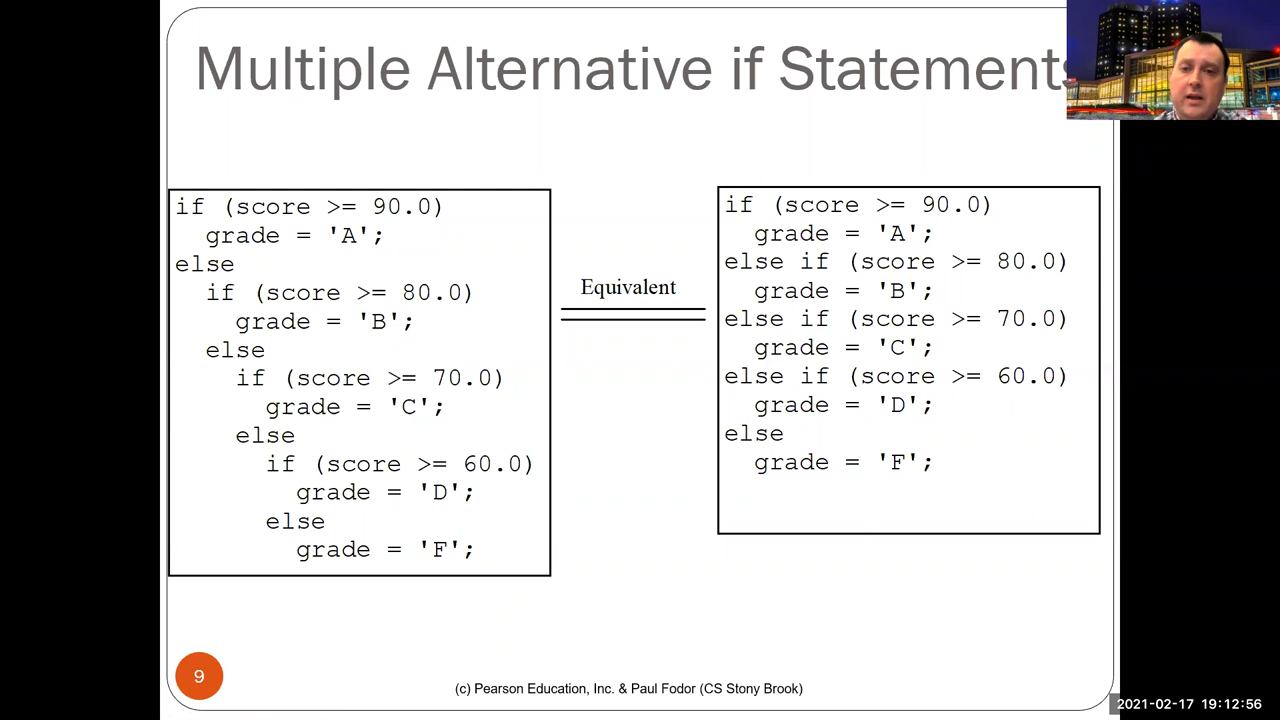 Multiple Alternative if Statements
if (score >= 90.0)
  grade = 'A';
else
  if (score >= 80.0)
    grade = 'B';
  else
    if (score >= 70.0)
      grade = 'C';
    else
      if (score >= 60.0)
        grade = 'D';
      else
        grade = 'F';
Equivalent
if (score >= 90.0)
  grade = 'A';
else if (score >= 80.0)
  grade = 'B';
else if (score >= 70.0)
  grade = 'C';
else if (score >= 60.0)
  grade = 'D';
else
  grade = 'F';
9
(c) Pearson Education, Inc. & Paul Fodor (CS Stony Brook)
2021-02-17 19:12:56